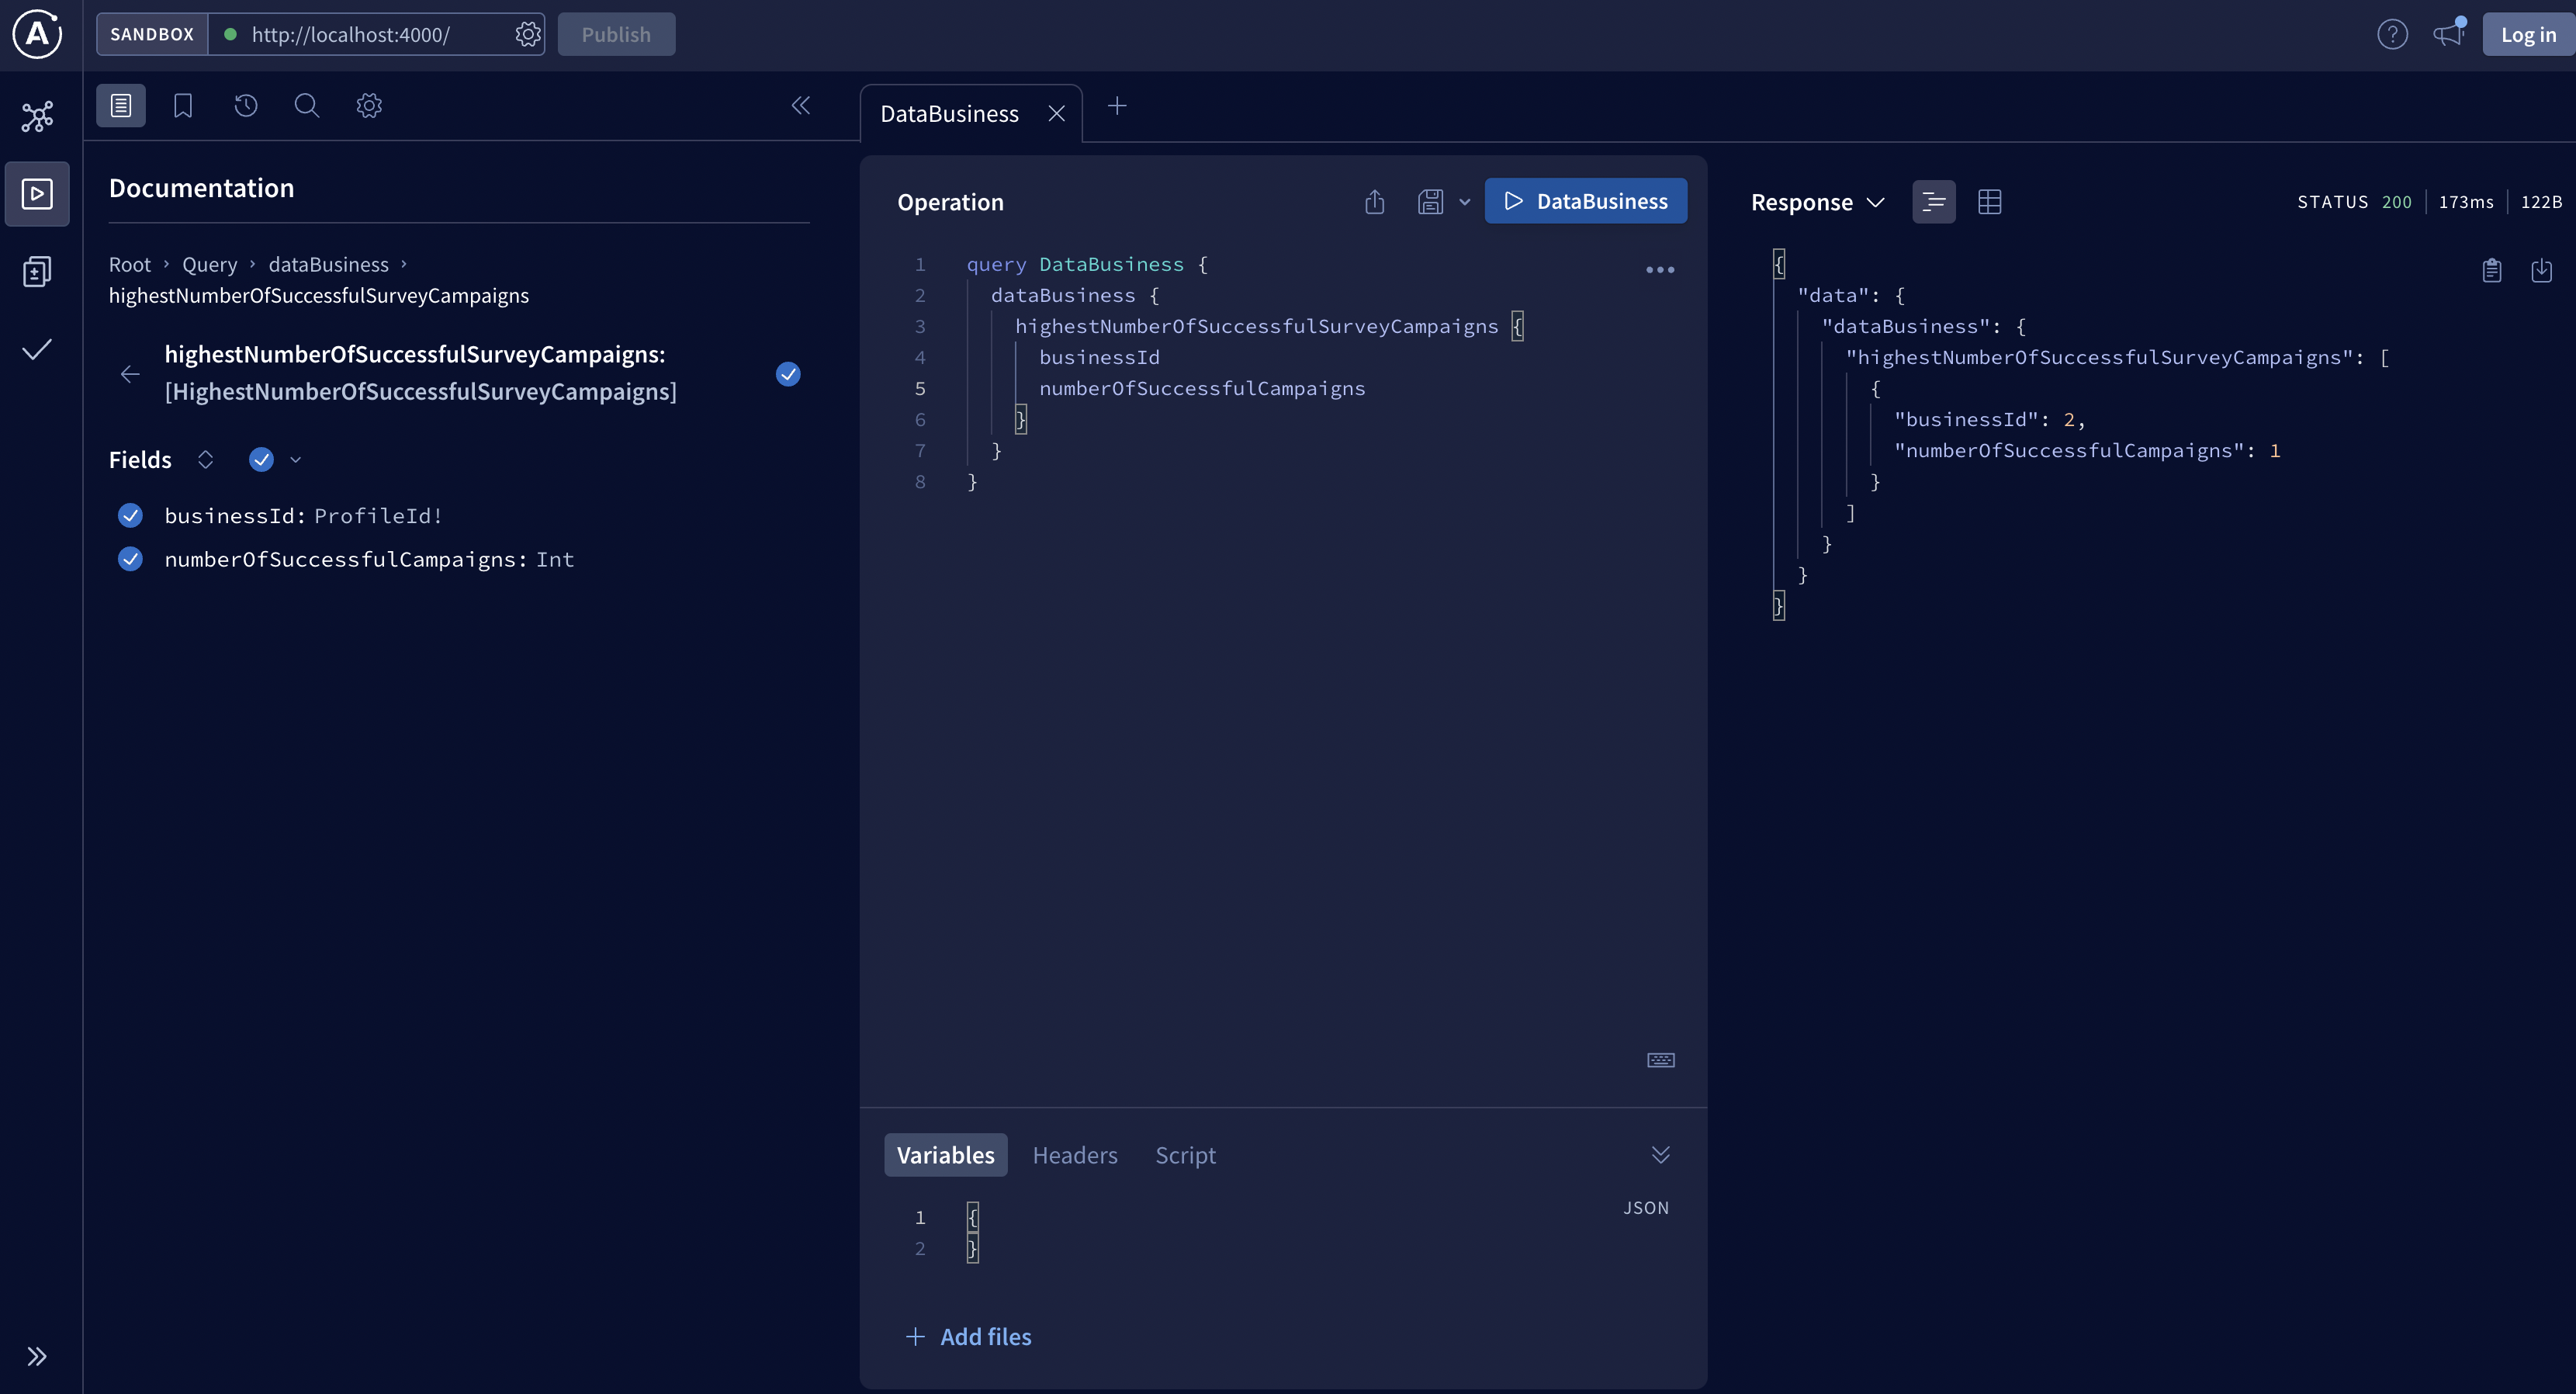 SANDBOX
http://localhost:4000/
Publish
?
Log in
DataBusiness
Documentation
Root › Query › dataBusiness ›
highestNumberOfSuccessfulSurveyCampaigns
highestNumberOfSuccessfulSurveyCampaigns:
[HighestNumberOfSuccessfulSurveyCampaigns]
Fields
businessId: ProfileId!
numberOfSuccessfulCampaigns: Int
Operation
DataBusiness
1 query DataBusiness {
2 dataBusiness {
3 highestNumberOfSuccessfulSurveyCampaigns {
4 businessId
5 numberOfSuccessfulCampaigns
6 }
7 }
8 }
Variables
Headers
Script
JSON
1 {
2 }
+ Add files
Response
STATUS 200 | 173ms | 122B
{
"data": {
"dataBusiness": {
"highestNumberOfSuccessfulSurveyCampaigns": [
{
"businessId": 2,
"numberOfSuccessfulCampaigns": 1
}
]
}
}
}